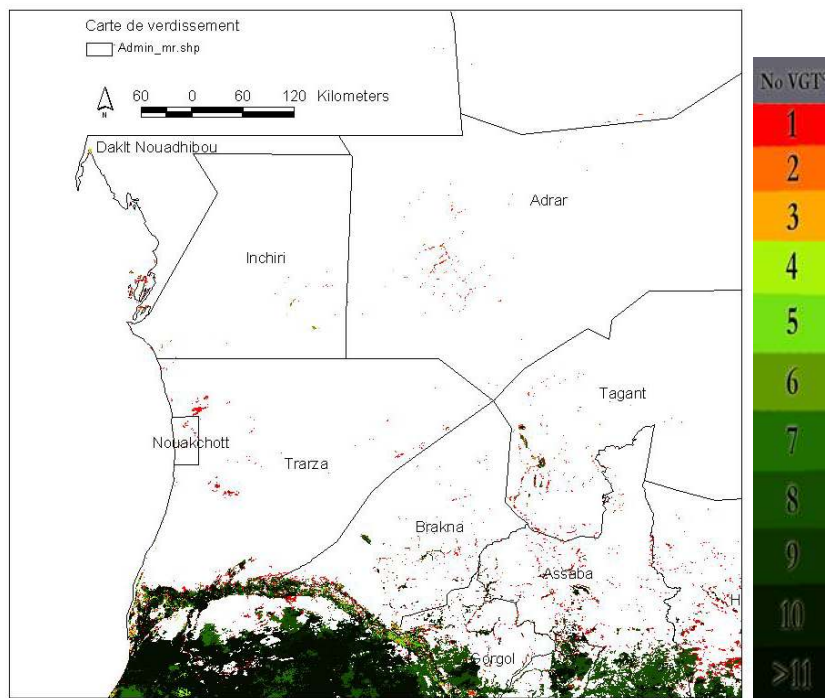 Carte de verdissement
Admin_mr.shp
60 0 60 120 Kilometers
N
Daklt Nouadhibou
Adrar
Inchiri
Tagant
Nouakchott
Trarza
Brakna
Assaba
H
Gorgol
No VGT°
1
2
3
4
5
6
7
8
9
10
>11